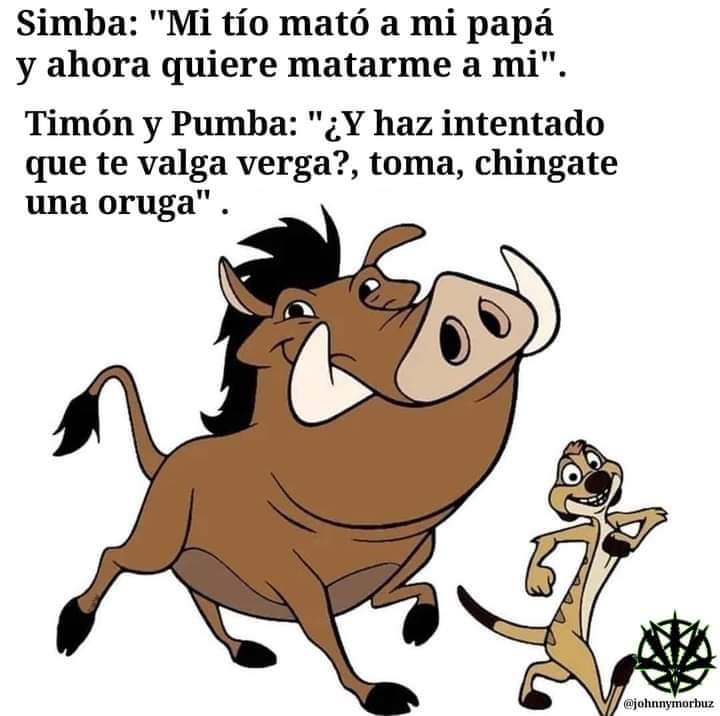 Simba: "Mi tío mató a mi papá
y ahora quiere matarme a mi".
Timón y Pumba: "¿Y haz intentado
que te valga verga?, toma, chingate
una oruga" .
@johnnymorbuz